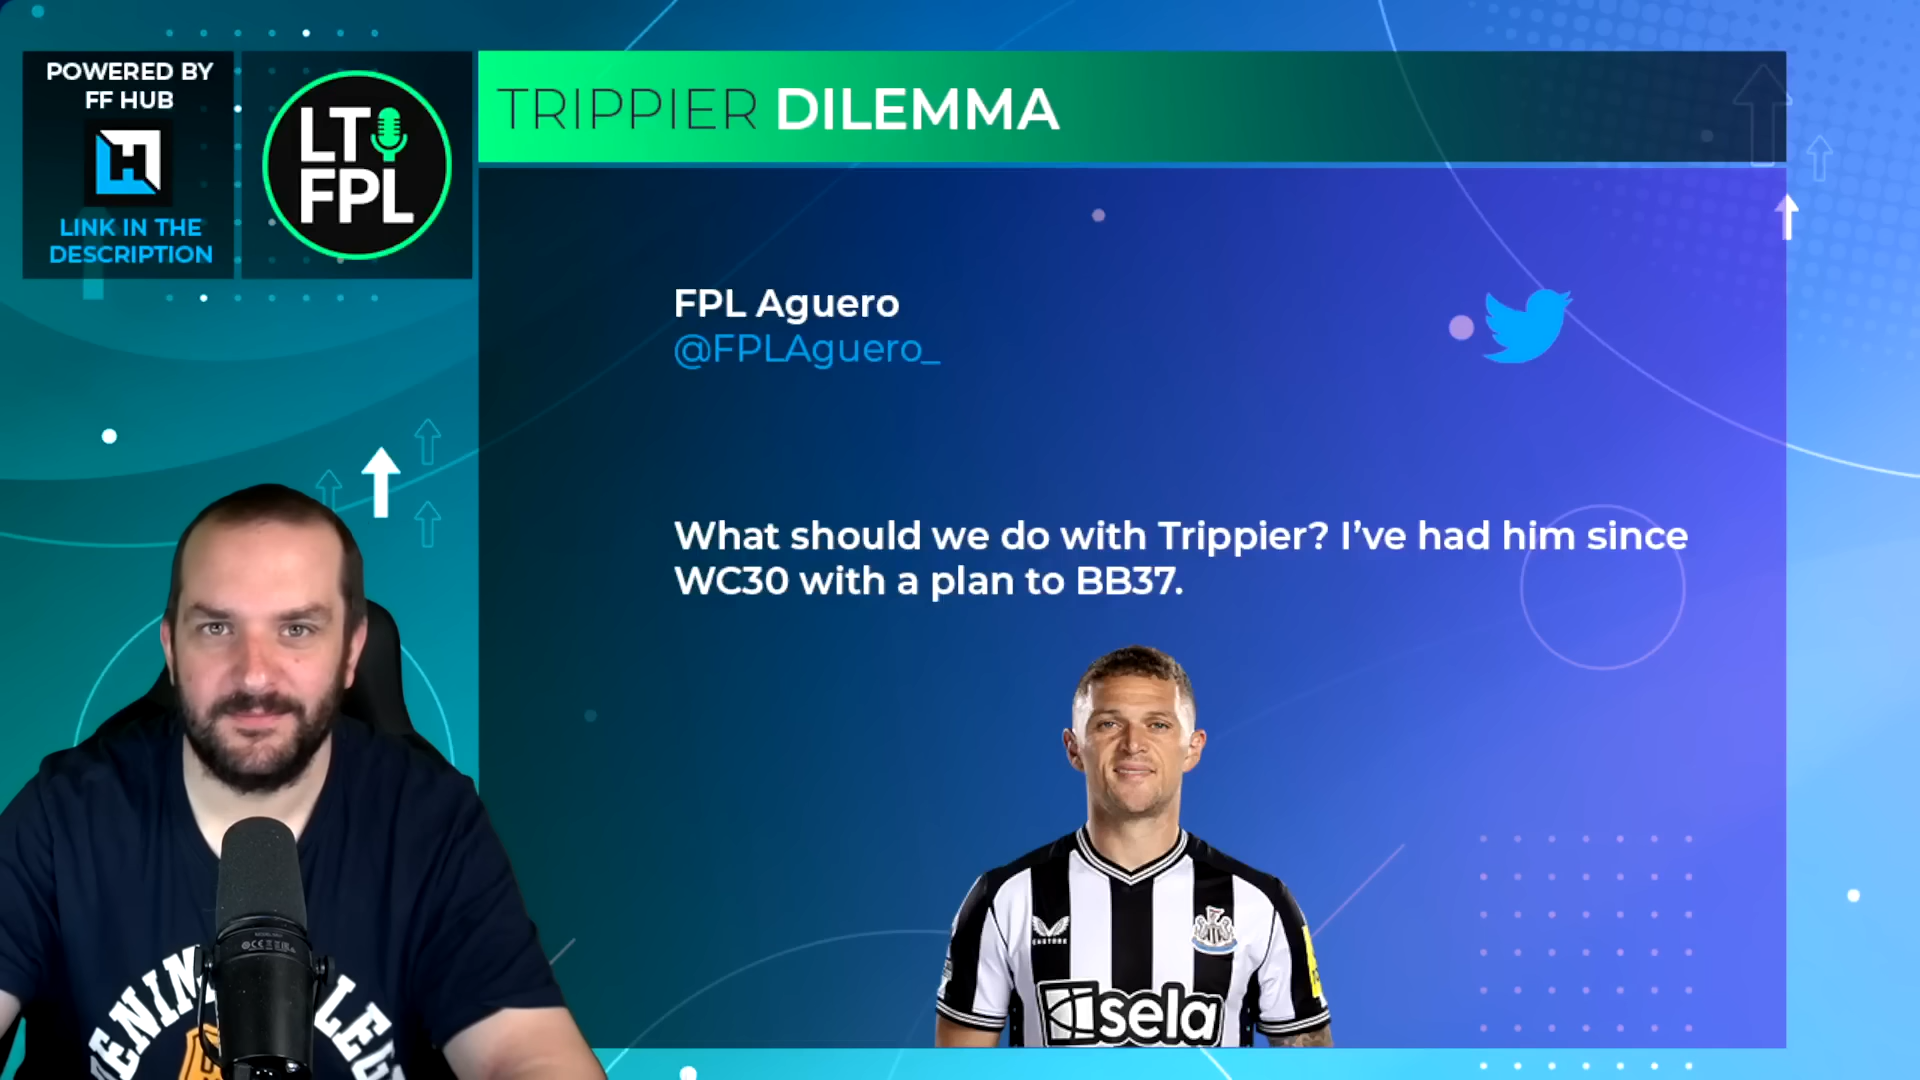 POWERED BY
FF HUB
LINK IN THE
DESCRIPTION
LT
FPL
TRIPPIER DILEMMA
FPL Aguero
@FPLAguero_
What should we do with Trippier? I’ve had him since
WC30 with a plan to BB37.
CASTORE
sela